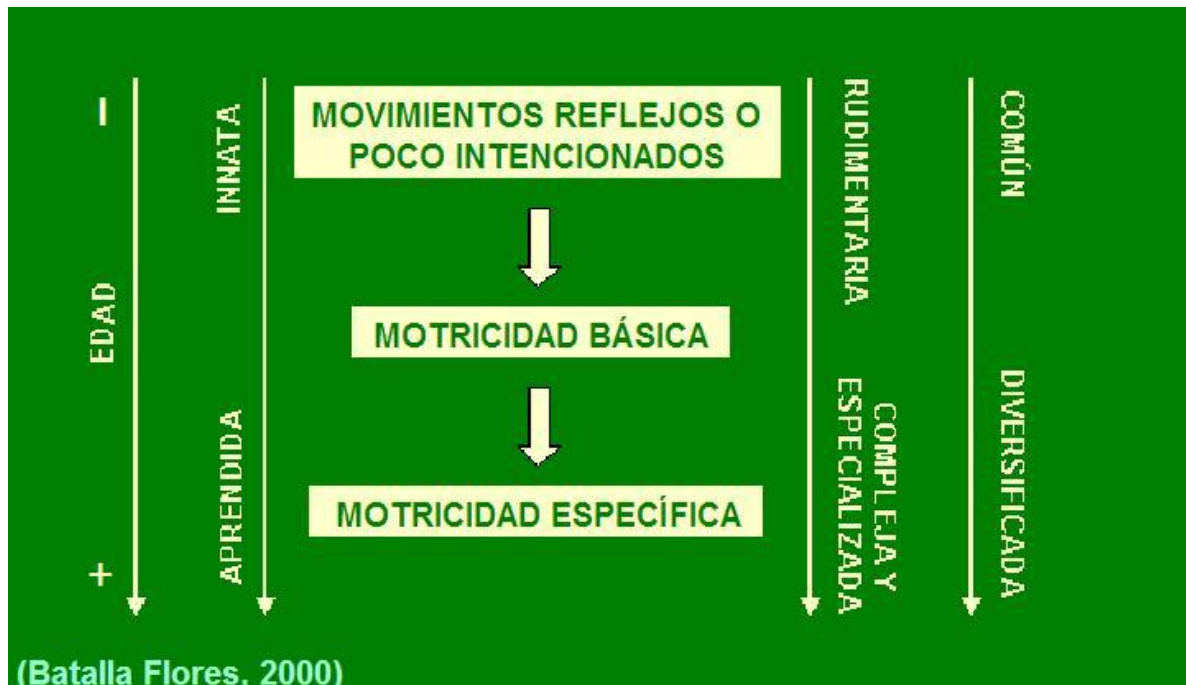 –
EDAD
+
INNATA
APRENDIDA
MOVIMIENTOS REFLEJOS O
POCO INTENCIONADOS
MOTRICIDAD BÁSICA
MOTRICIDAD ESPECÍFICA
RUDIMENTARIA
COMPLEJA Y
ESPECIALIZADA
COMÚN
DIVERSIFICADA
(Batalla Flores, 2000)